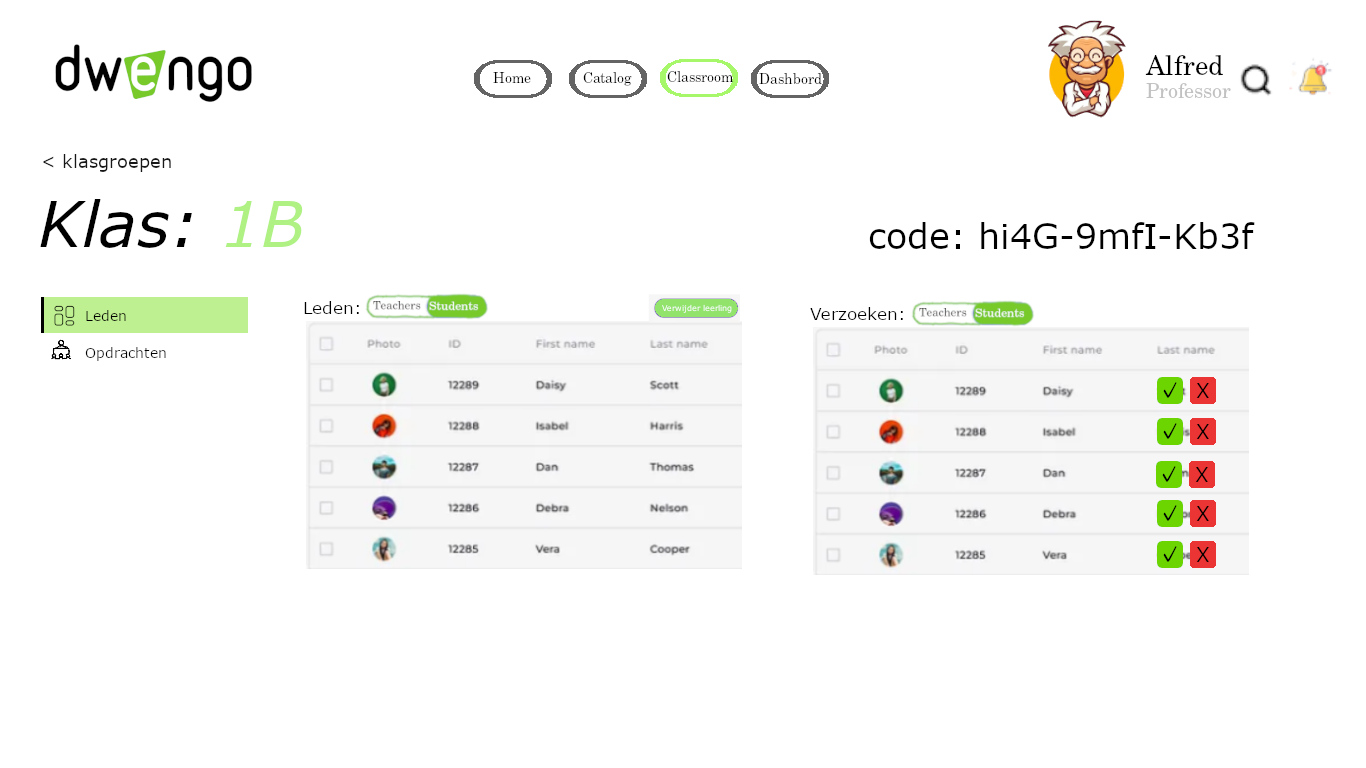 dwengo
Home Catalog Classroom Dashbord
Alfred
Professor
< klasgroepen
Klas: 1B
code: hi4G-9mfI-Kb3f
Leden
Opdrachten
Leden: Teachers Students Verwijder leerling
Photo ID First name Last name
12289 Daisy Scott
12288 Isabel Harris
12287 Dan Thomas
12286 Debra Nelson
12285 Vera Cooper
Verzoeken: Teachers Students
Photo ID First name Last name
12289 Daisy ✓ X
12288 Isabel ✓ X
12287 Dan ✓ X
12286 Debra ✓ X
12285 Vera ✓ X